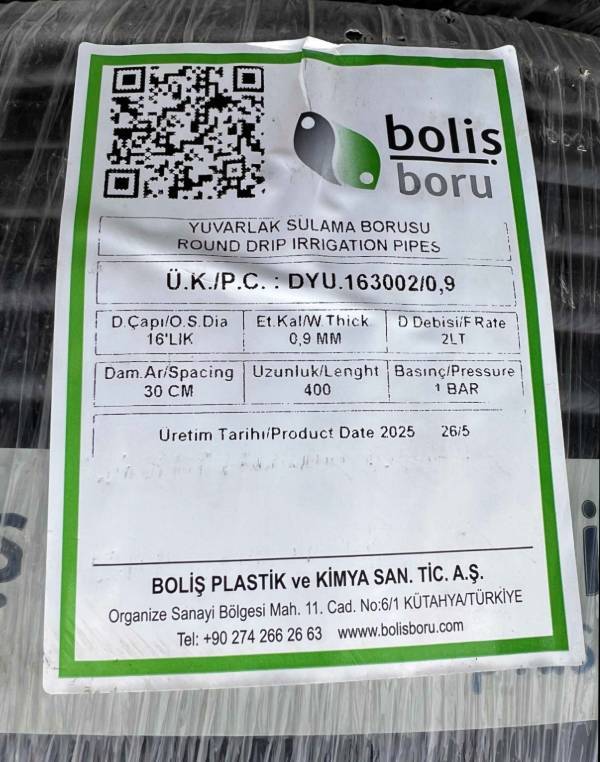 boliş
boru
YUVARLAK SULAMA BORUSU
ROUND DRIP IRRIGATION PIPES
Ü.K./P.C. : DYU.163002/0,9
D.Çapı/O.S.Dia Et.Kal/W.Thick D Debisi/F Rate
16'LIK 0,9 MM 2LT
Dam.Ar/Spacing Uzunluk/Lenght Basınç/Pressure
30 CM 400 1 BAR
Üretim Tarihi/Product Date 2025 26/5
BOLİŞ PLASTİK ve KİMYA SAN. TİC. A.Ş.
Organize Sanayi Bölgesi Mah. 11. Cad. No:6/1 KÜTAHYA/TÜRKİYE
Tel: +90 274 266 26 63 www.bolisboru.com